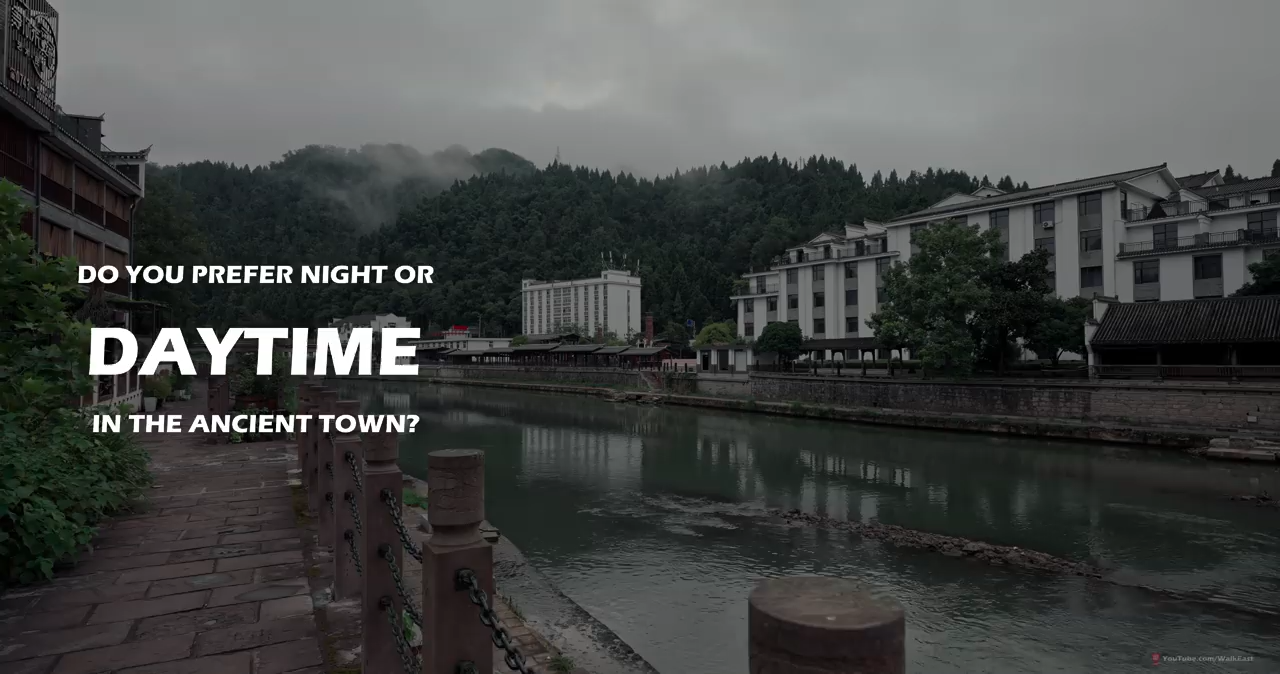 DO YOU PREFER NIGHT OR
DAYTIME
IN THE ANCIENT TOWN?
YouTube.com/WalkEast